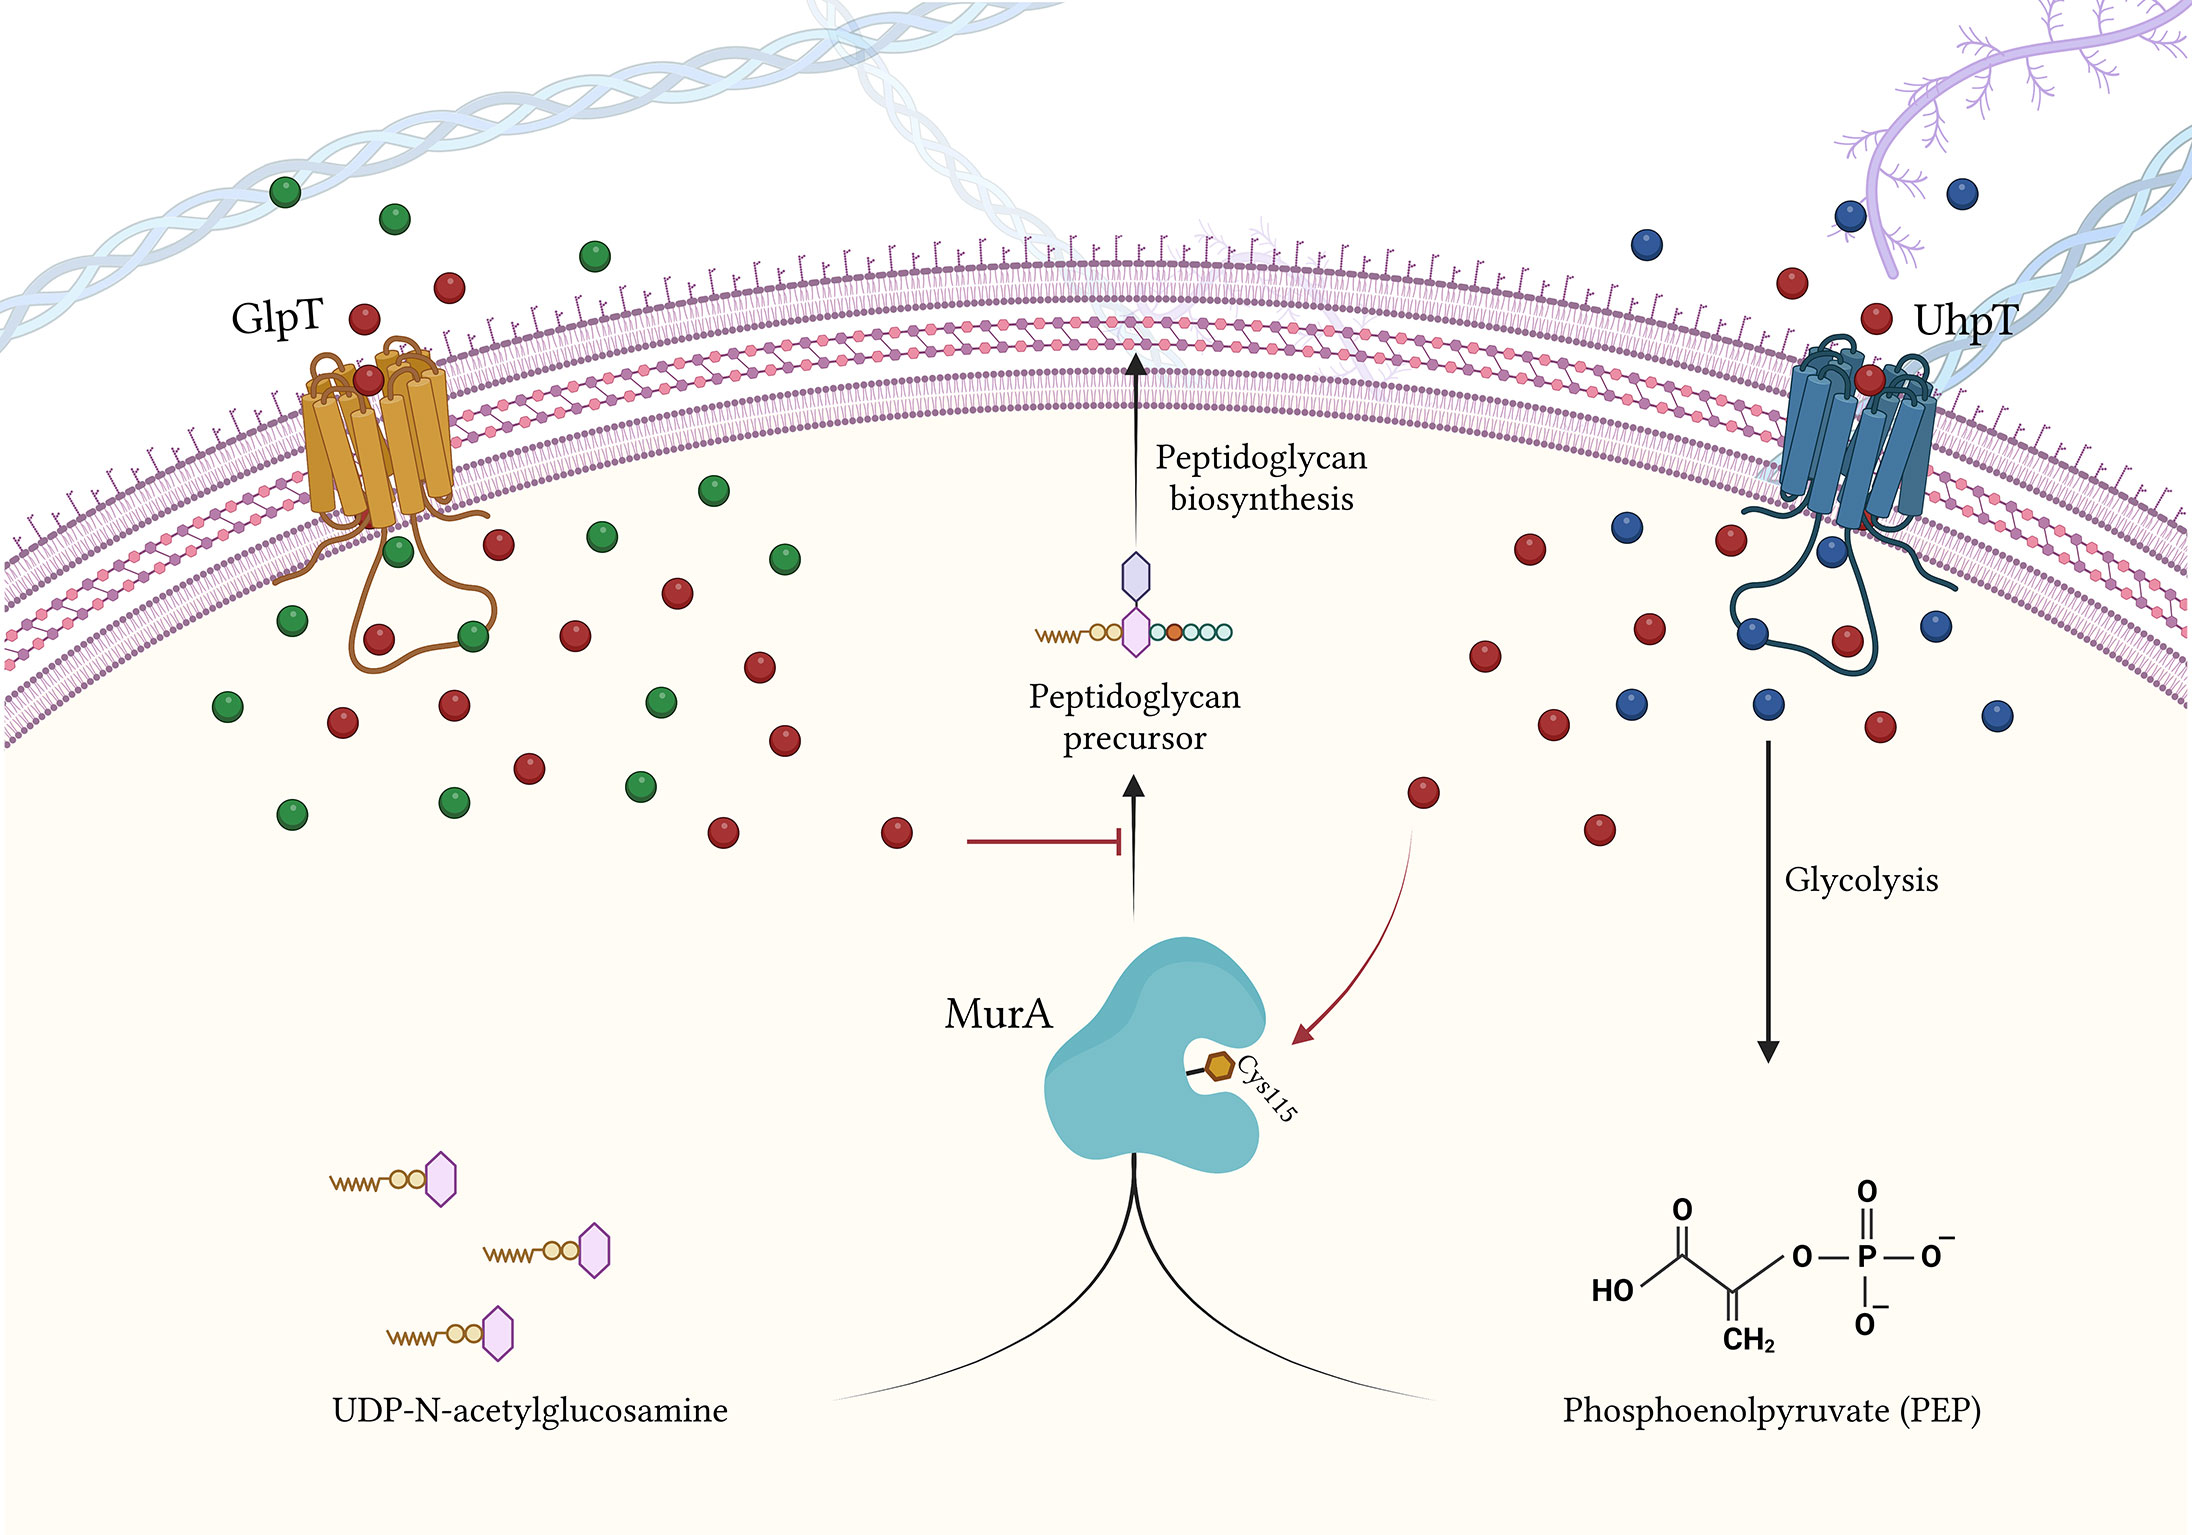 GlpT
UhpT
Peptidoglycan
biosynthesis
Peptidoglycan
precursor
Glycolysis
MurA
Cys115
O
O
HO
O
P
O⁻
O⁻
CH₂
UDP-N-acetylglucosamine
Phosphoenolpyruvate (PEP)